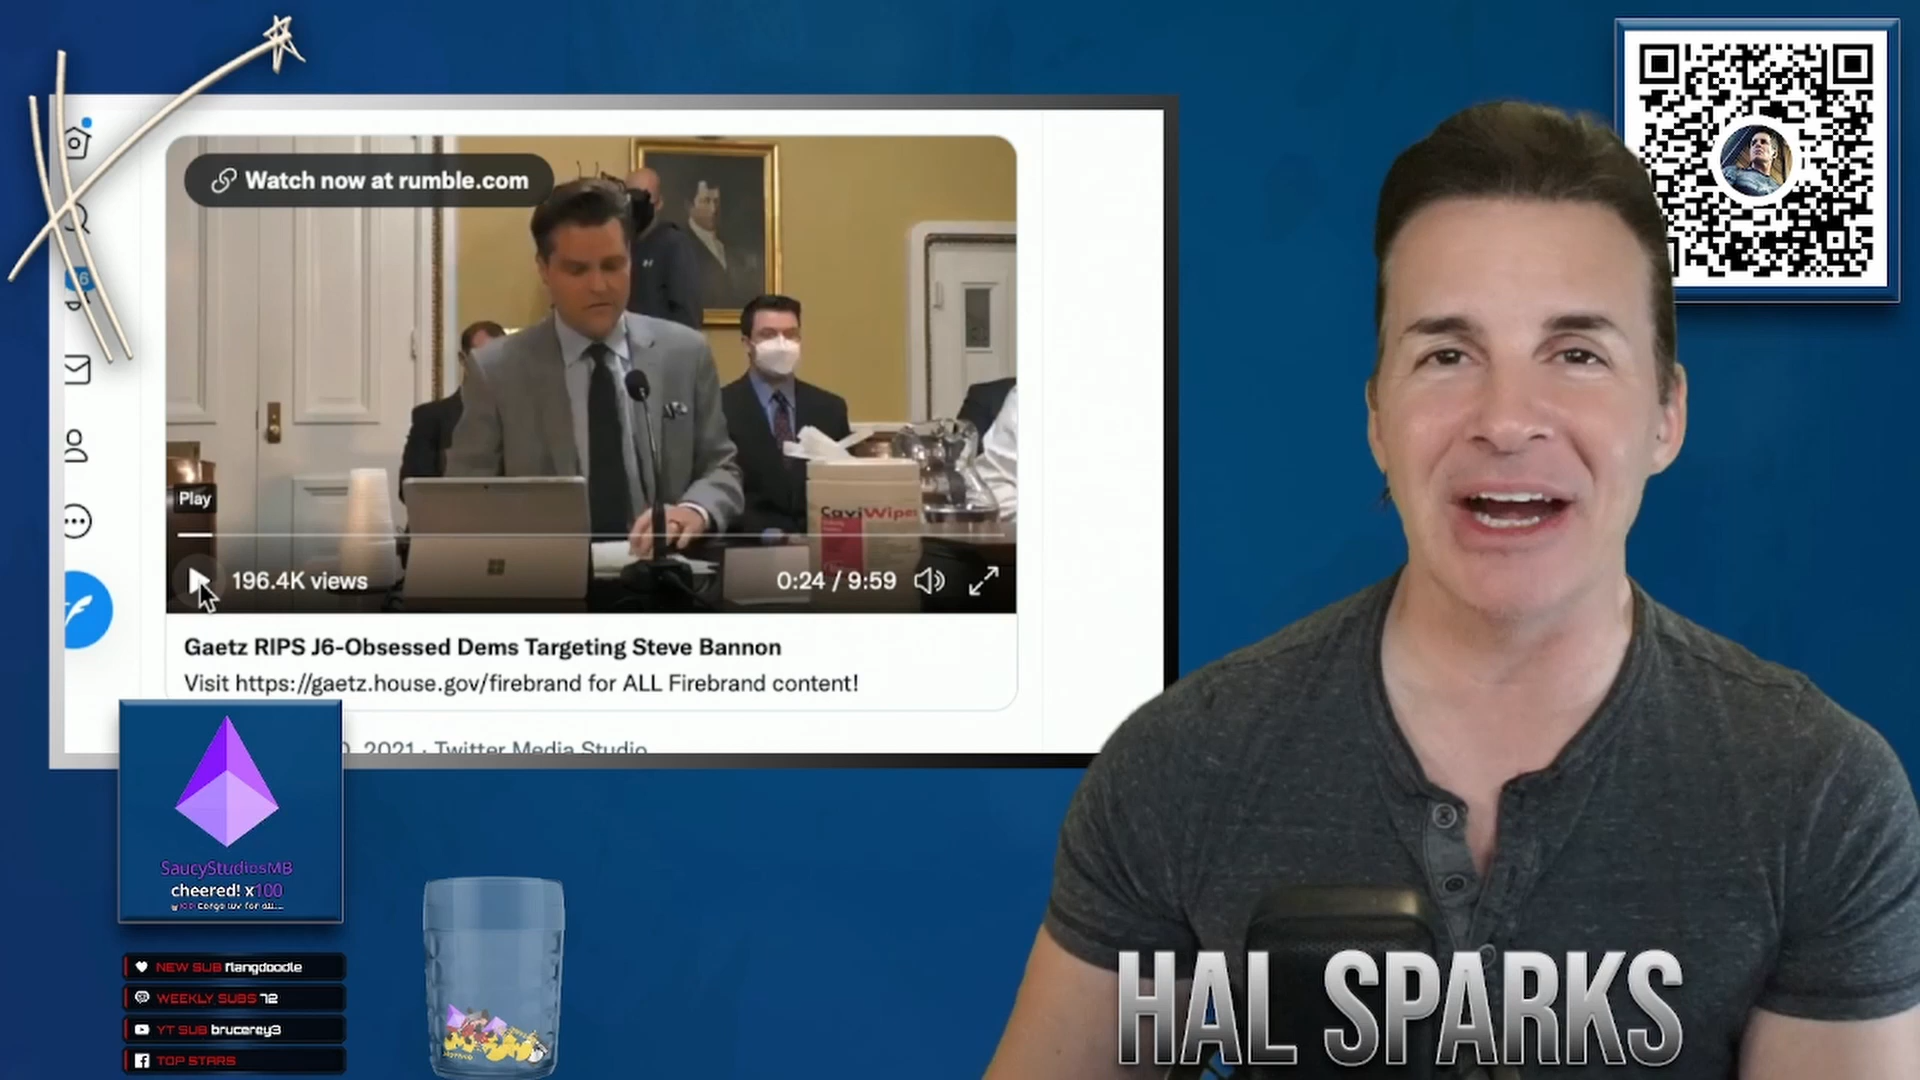 Watch now at rumble.com
Play
CaviWipes
196.4K views
0:24 / 9:59
Gaetz RIPS J6-Obsessed Dems Targeting Steve Bannon
Visit https://gaetz.house.gov/firebrand for ALL Firebrand content!
2021 · Twitter Media Studio
SaucyStudiosMB
cheered! x100
NEW SUB rlangdoodle
WEEKLY SUBS 72
YT SUB brucerey3
TOP STARS
HAL SPARKS